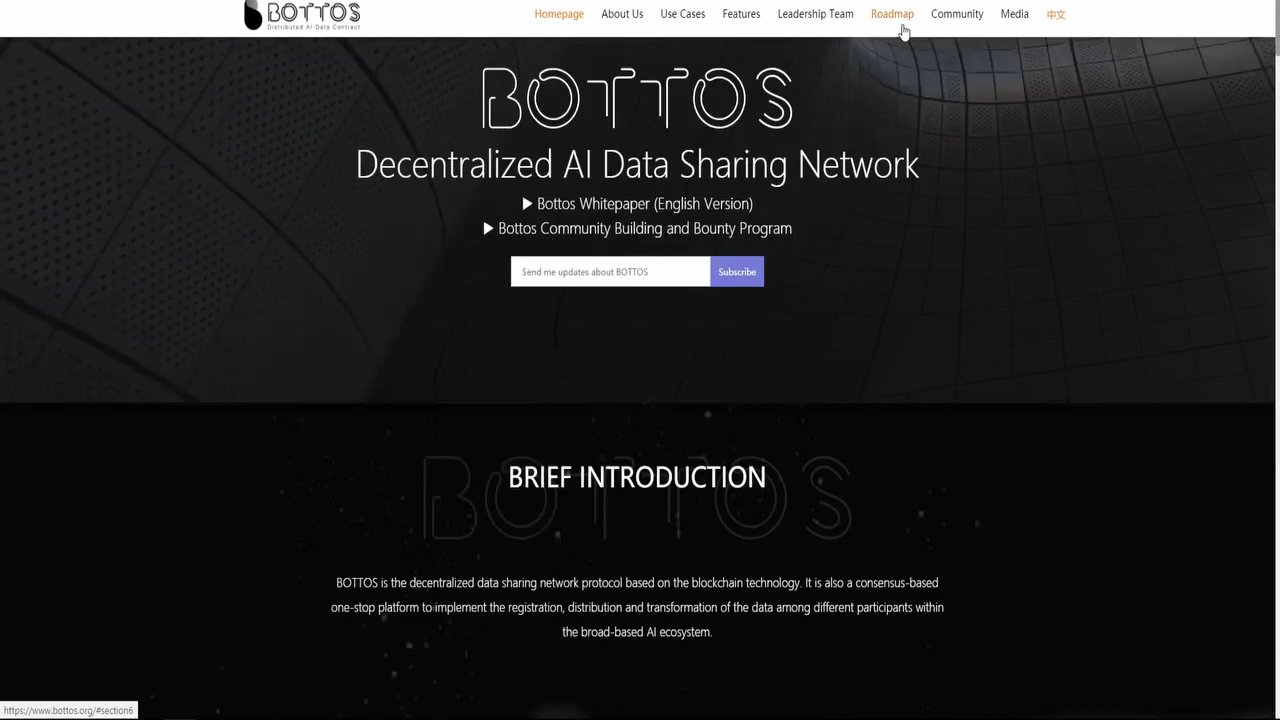 BOTTOS
Distributed AI Data Contract
Homepage About Us Use Cases Features Leadership Team Roadmap Community Media 中文
BOTTOS
Decentralized AI Data Sharing Network
▶ Bottos Whitepaper (English Version)
▶ Bottos Community Building and Bounty Program
Send me updates about BOTTOS Subscribe
BOTTOS
BRIEF INTRODUCTION
BOTTOS is the decentralized data sharing network protocol based on the blockchain technology. It is also a consensus-based
one-stop platform to implement the registration, distribution and transformation of the data among different participants within
the broad-based AI ecosystem.
https://www.bottos.org/#section6